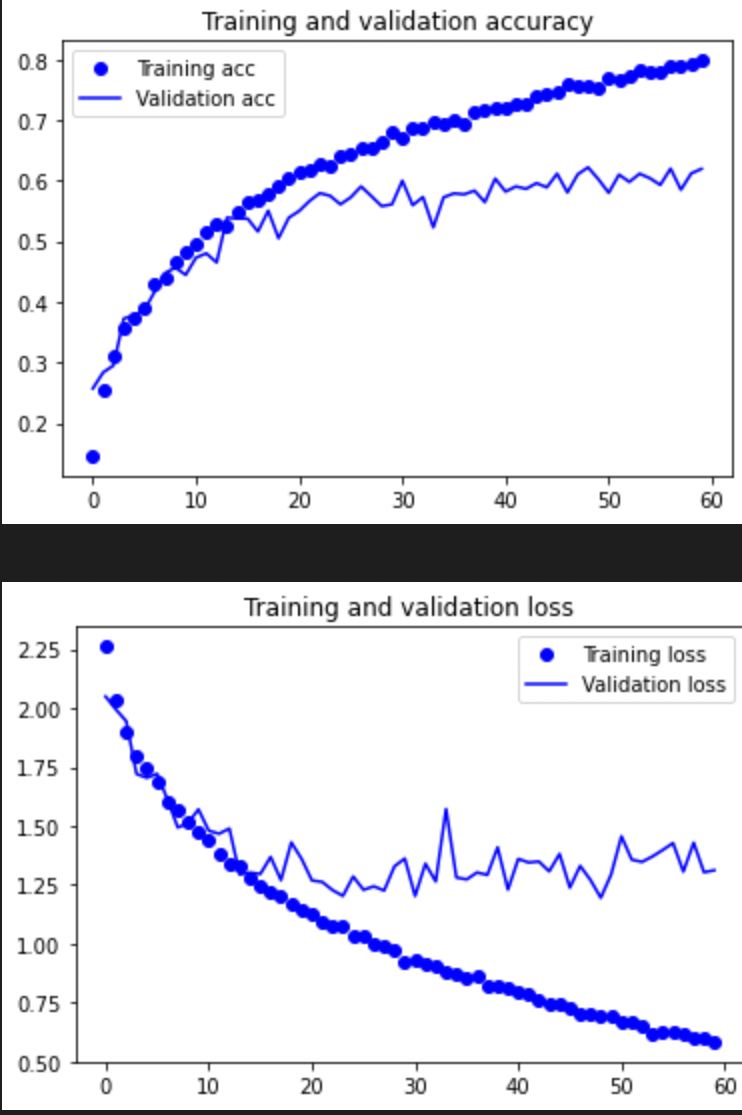 Training and validation accuracy
Training acc
Validation acc
0.8
0.7
0.6
0.5
0.4
0.3
0.2
0 10 20 30 40 50 60
Training and validation loss
Training loss
Validation loss
2.25
2.00
1.75
1.50
1.25
1.00
0.75
0.50
0 10 20 30 40 50 60